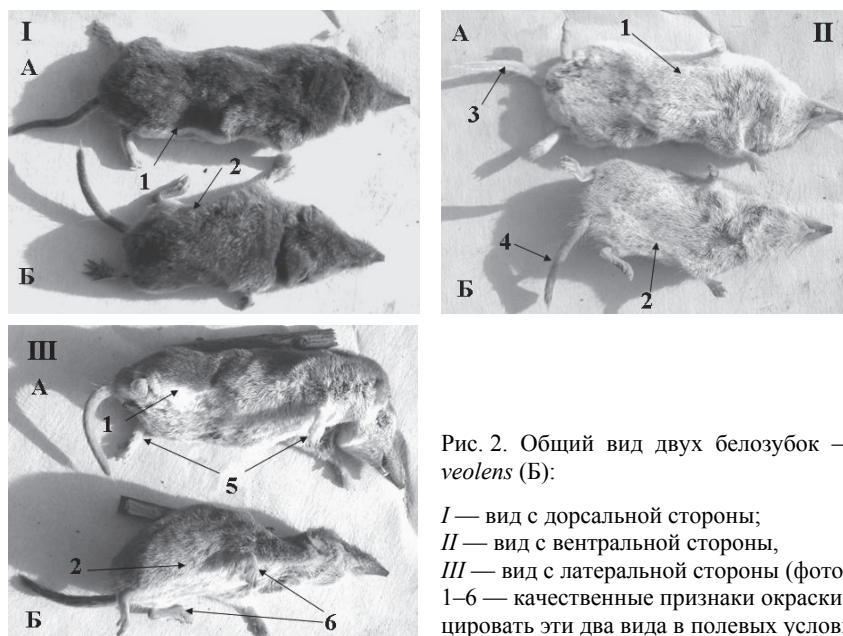 I
А
1
2
Б
А
1
II
3
4
2
Б
III
А
1
5
2
6
Б
Рис. 2. Общий вид двух белозубок –
veolens (Б):
I — вид с дорсальной стороны;
II — вид с вентральной стороны,
III — вид с латеральной стороны (фото
1–6 — качественные признаки окраски
цировать эти два вида в полевых